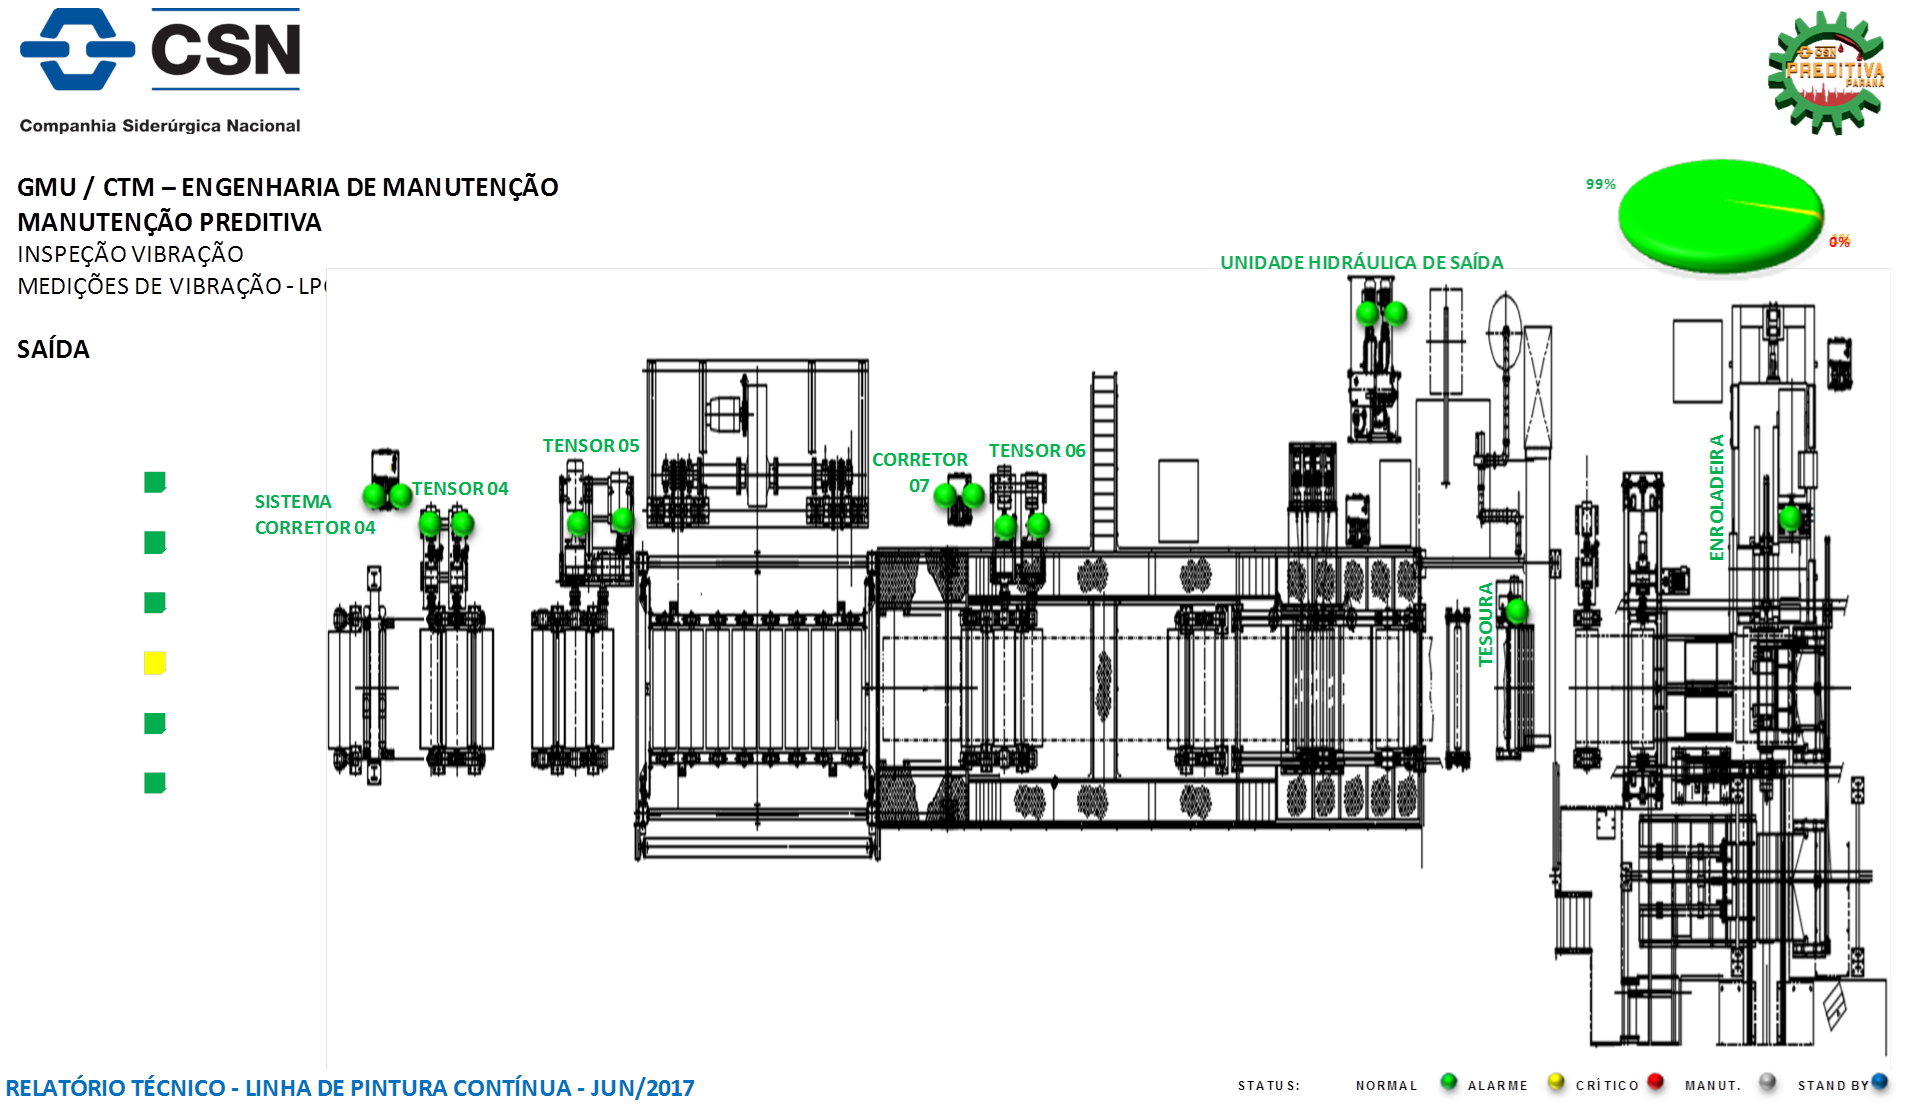 CSN
Companhia Siderúrgica Nacional
CSN
PREDITIVA
PARANÁ
GMU / CTM – ENGENHARIA DE MANUTENÇÃO
MANUTENÇÃO PREDITIVA
INSPEÇÃO VIBRAÇÃO
MEDIÇÕES DE VIBRAÇÃO - LP
SAÍDA
99%
0%
UNIDADE HIDRÁULICA DE SAÍDA
TENSOR 05
CORRETOR
07
TENSOR 06
TENSOR 04
SISTEMA
CORRETOR 04
ENROLADEIRA
TESOURA
RELATÓRIO TÉCNICO - LINHA DE PINTURA CONTÍNUA - JUN/2017
STATUS: NORMAL ALARME CRÍTICO MANUT. STAND BY